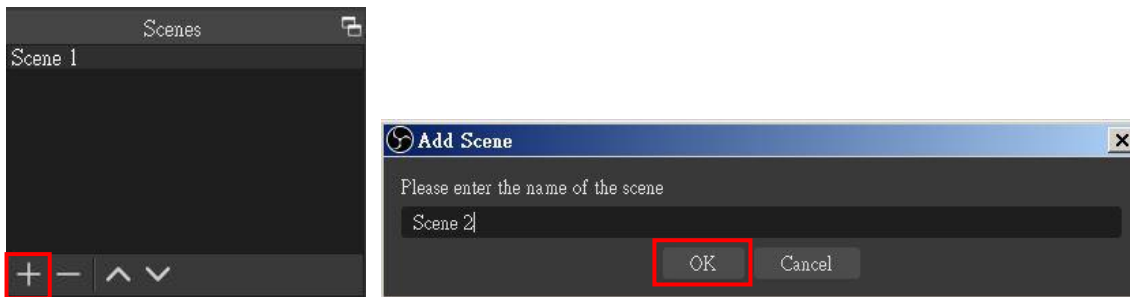 Scenes
Scene 1
Add Scene
Please enter the name of the scene
Scene 2
OK Cancel